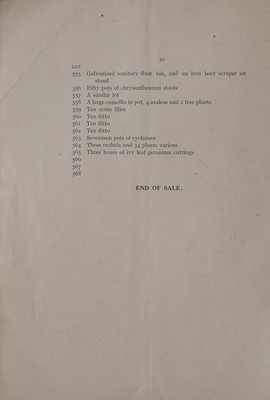 30
LOT
555 Galvanized sanitary dust bin, and an iron boot scraper on
stand
556 Fifty pots of chrysanthemum stools
557 A similar lot
558 A large camellia in pot, 4 azaleas and 2 tree plants
559 Ten arum lilies
560 Ten ditto
561 Ten ditto
562 Ten ditto
563 Seventeen pots of cyclamen
564 Three orchids and 34 plants various
565 Three boxes of ivy leaf geranium cuttings
566
567
568
END OF SALE.